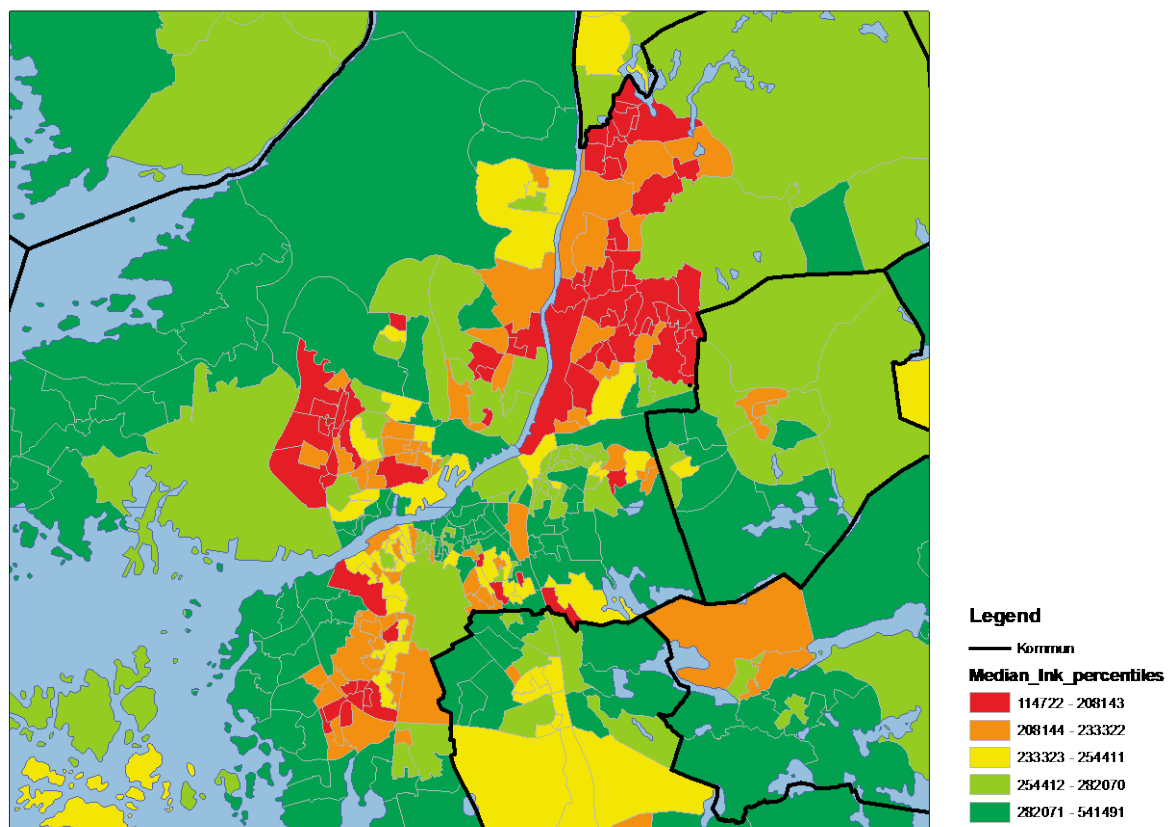 Legend
Kommun
Median_Ink_percentiles
114722 - 208143
208144 - 233322
233323 - 254411
254412 - 282070
282071 - 541491